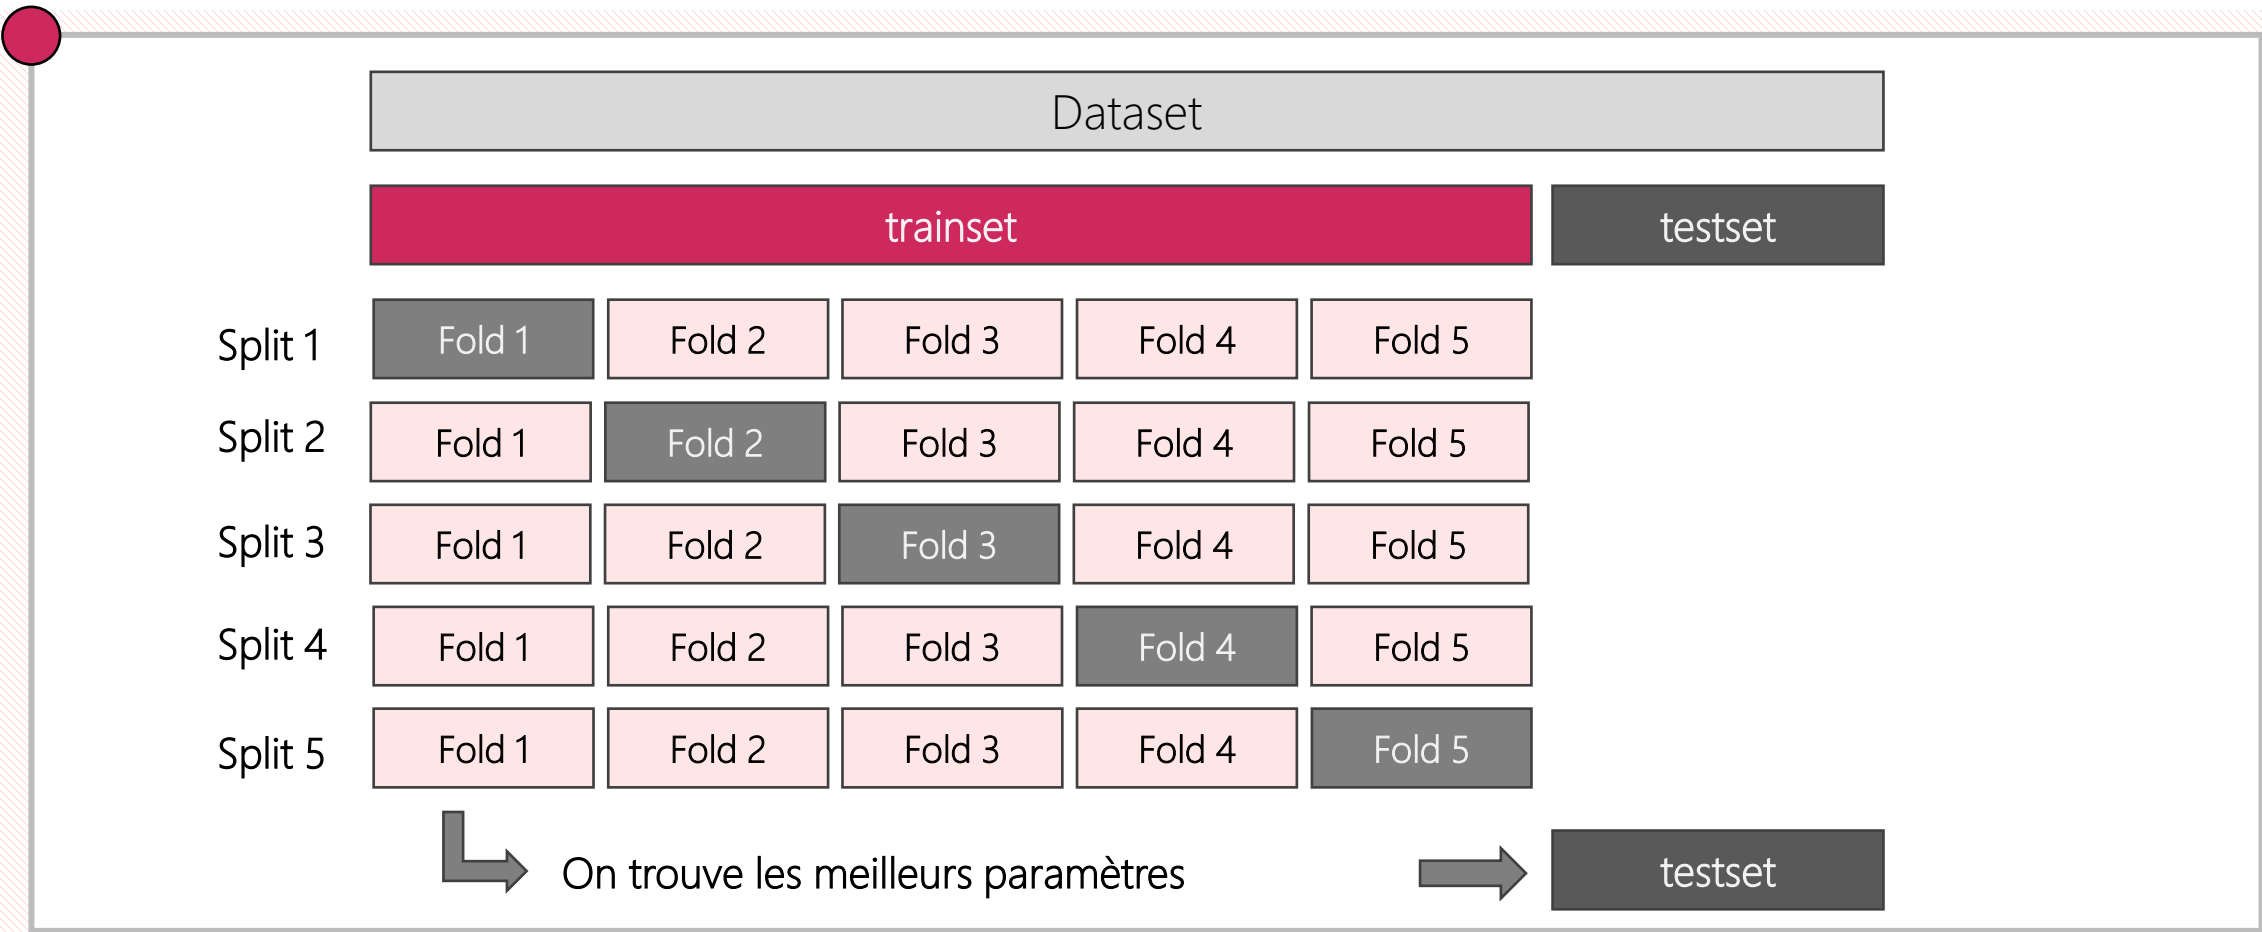 Dataset
trainset testset
Split 1 Fold 1 Fold 2 Fold 3 Fold 4 Fold 5
Split 2 Fold 1 Fold 2 Fold 3 Fold 4 Fold 5
Split 3 Fold 1 Fold 2 Fold 3 Fold 4 Fold 5
Split 4 Fold 1 Fold 2 Fold 3 Fold 4 Fold 5
Split 5 Fold 1 Fold 2 Fold 3 Fold 4 Fold 5
On trouve les meilleurs paramètres testset